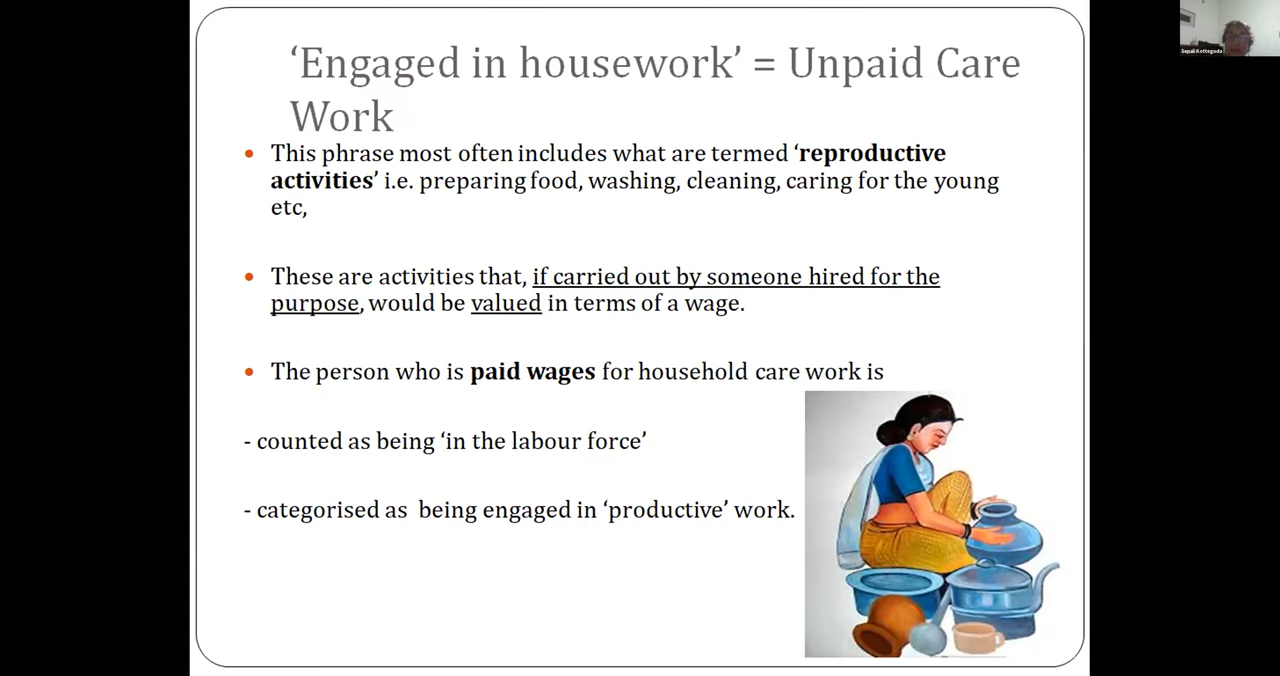 ‘Engaged in housework’ = Unpaid Care
Work
• This phrase most often includes what are termed ‘reproductive
activities’ i.e. preparing food, washing, cleaning, caring for the young
etc,
• These are activities that, if carried out by someone hired for the
purpose, would be valued in terms of a wage.
• The person who is paid wages for household care work is
- counted as being ‘in the labour force’
- categorised as  being engaged in ‘productive’ work.
Sepali Kottegoda